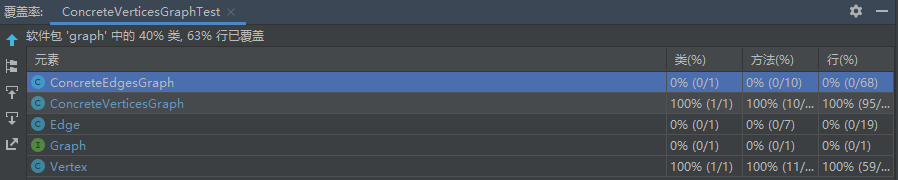 覆盖率: ConcreteVerticesGraphTest
软件包 'graph' 中的 40% 类, 63% 行已覆盖
元素 类(%) 方法(%) 行(%)
C ConcreteEdgesGraph 0% (0/1) 0% (0/10) 0% (0/68)
C ConcreteVerticesGraph 100% (1/1) 100% (10/... 100% (95/...
C Edge 0% (0/1) 0% (0/7) 0% (0/19)
I Graph 0% (0/1) 0% (0/1) 0% (0/1)
C Vertex 100% (1/1) 100% (11/... 100% (59/...